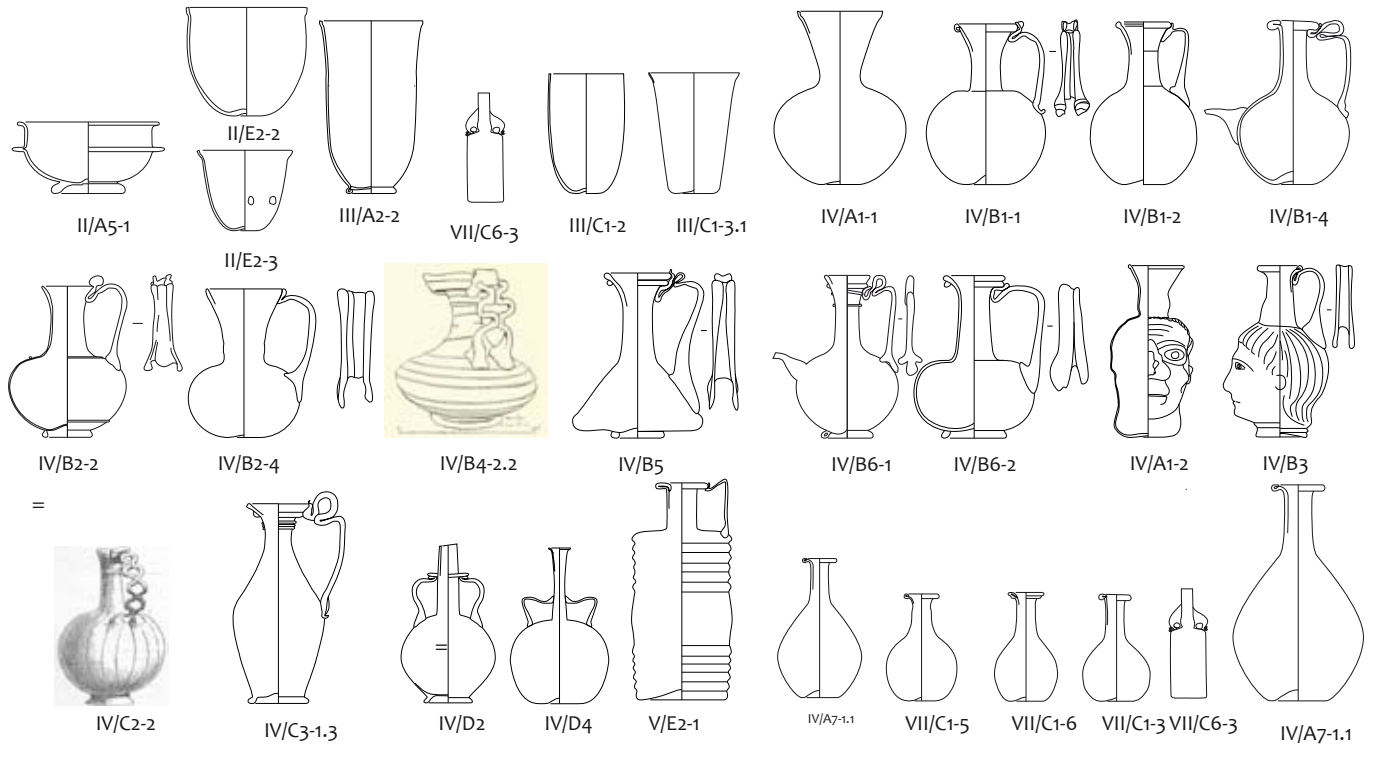 II/E2-2
II/A5-1
III/A2-2
VII/C6-3
III/C1-2
III/C1-3.1
IV/A1-1
IV/B1-1
IV/B1-2
IV/B1-4
II/E2-3
IV/B2-2
IV/B2-4
IV/B4-2.2
IV/B5
IV/B6-1
IV/B6-2
IV/A1-2
IV/B3
=
IV/C2-2
IV/C3-1.3
IV/D2
IV/D4
V/E2-1
IV/A7-1.1
VII/C1-5
VII/C1-6
VII/C1-3
VII/C6-3
IV/A7-1.1